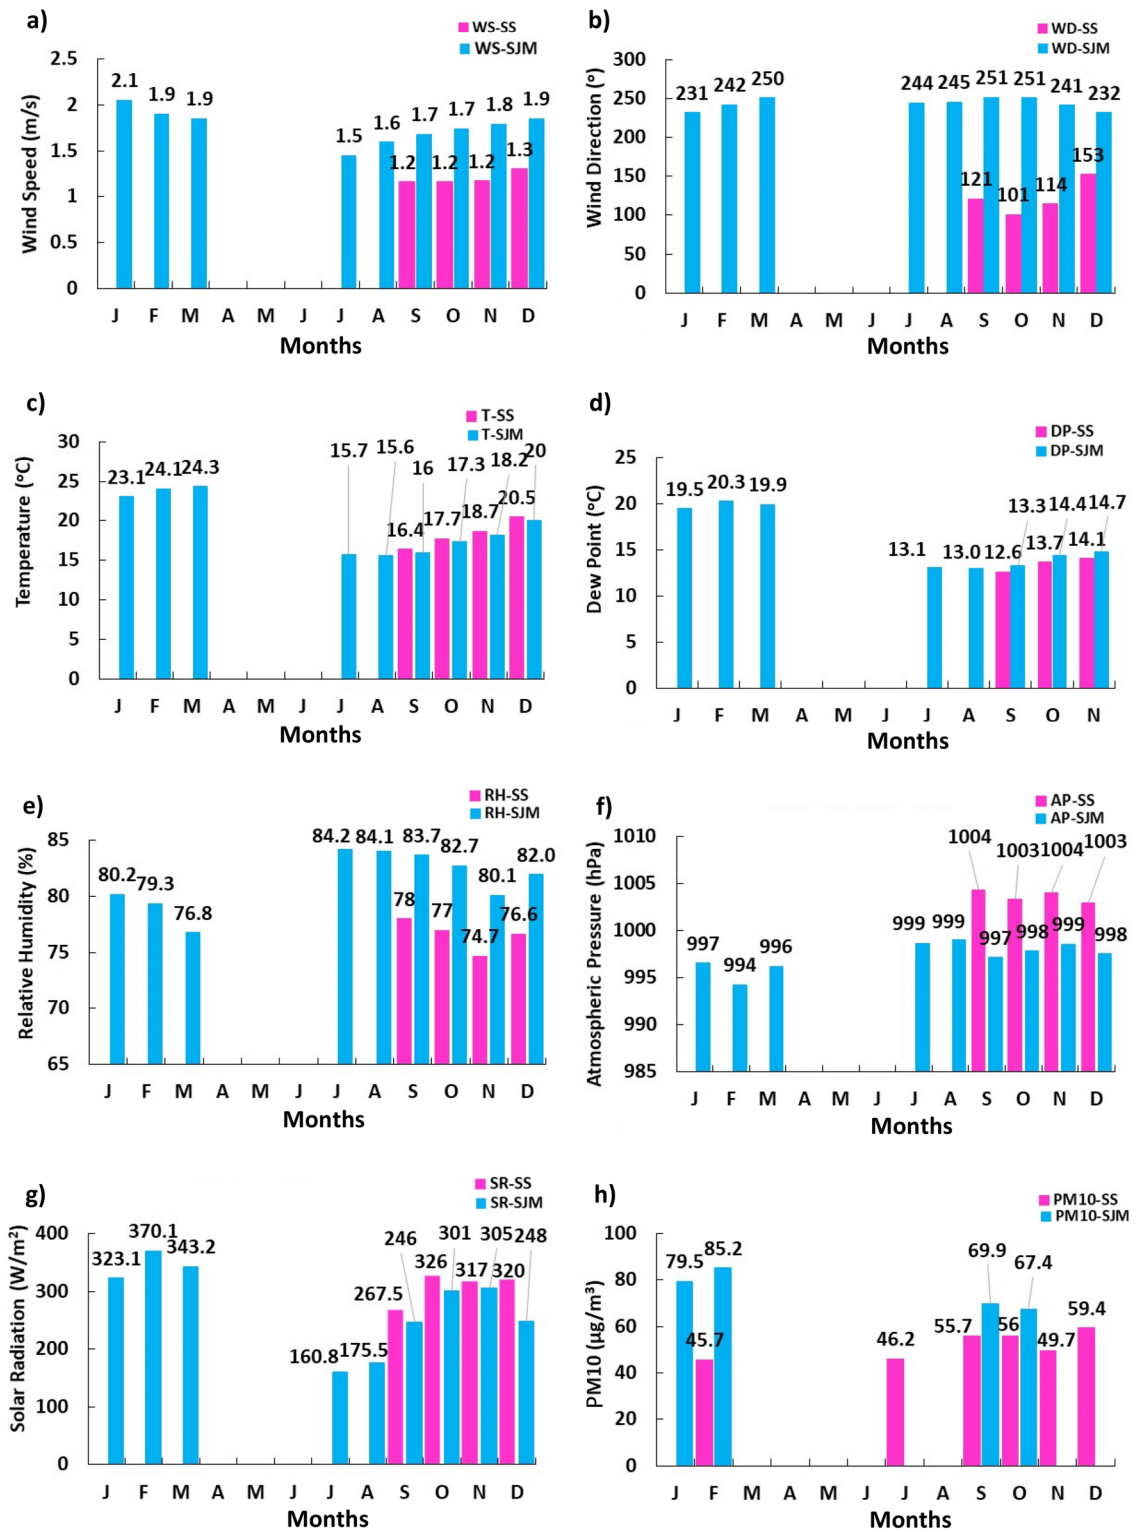 a)
WS-SS
WS-SJM
2.5
2
1.5
1
0.5
0
Wind Speed (m/s)
2.1 1.9 1.9 1.5 1.6 1.7 1.7 1.8 1.9
1.2 1.2 1.2 1.3
J F M A M J J A S O N D
Months
b)
WD-SS
WD-SJM
300
250
200
150
100
50
0
Wind Direction (°)
231 242 250 244 245 251 251 241 232
121 101 114 153
J F M A M J J A S O N D
Months
c)
T-SS
T-SJM
30
25
20
15
10
5
0
Temperature (°C)
23.1 24.1 24.3 15.7 15.6 16 17.3 18.2 20
16.4 17.7 18.7 20.5
J F M A M J J A S O N D
Months
d)
DP-SS
DP-SJM
25
20
15
10
5
0
Dew Point (°C)
19.5 20.3 19.9 13.1 13.0 13.3 14.4 14.7
12.6 13.7 14.1
J F M A M J J A S O N
Months
e)
RH-SS
RH-SJM
85
80
75
70
65
Relative Humidity (%)
80.2 79.3 76.8 84.2 84.1 83.7 82.7 80.1 82.0
78 77 74.7 76.6
J F M A M J J A S O N D
Months
f)
AP-SS
AP-SJM
1010
1005
1000
995
990
985
Atmospheric Pressure (hPa)
1004 1003 1004 1003
997 994 996 999 999 997 998 999 998
J F M A M J J A S O N D
Months
g)
SR-SS
SR-SJM
400
300
200
100
0
Solar Radiation (W/m²)
323.1 370.1 343.2 160.8 175.5 246 301 305 248
267.5 326 317 320
J F M A M J J A S O N D
Months
h)
PM10-SS
PM10-SJM
100
80
60
40
20
0
PM10 (µg/m³)
79.5 85.2 69.9 67.4
45.7 46.2 55.7 56 49.7 59.4
J F M A M J J A S O N D
Months